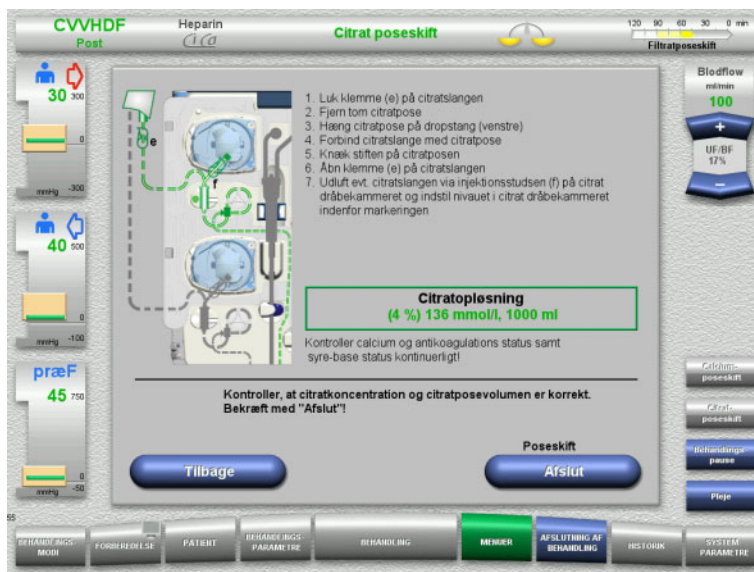 CVVHDF
Post
Heparin
Ci Ca
Citrat poseskift
120 90 60 30 0 min
Filtratposeskift
30 300
0
mmHg -300
40 500
0
mmHg -100
præF
45 750
0
mmHg -50
e
f
1. Luk klemme (e) på citratslangen
2. Fjern tom citratpose
3. Hæng citratpose på dropstang (venstre)
4. Forbind citratslange med citratpose
5. Knæk stiften på citratposen
6. Åbn klemme (e) på citratslangen
7. Udluft evt. citratslangen via injektionsstudsen (f) på citrat
dråbekammeret og indstil nivauet i citrat dråbekammeret
indenfor markeringen
Citratopløsning
(4 %) 136 mmol/l, 1000 ml
Kontroller calcium og antikoagulations status samt
syre-base status kontinuerligt!
Kontroller, at citratkoncentration og citratposevolumen er korrekt.
Bekræft med "Afslut"!
Tilbage
Poseskift
Afslut
Blodflow
ml/min
100
+
UF/BF
17%
–
Calcium-
poseskift
Citrat-
poseskift
Behandlings-
pause
Pleje
55
BEHANDLINGS-
MODI
FORBEREDELSE
PATIENT
BEHANDLINGS-
PARAMETRE
BEHANDLING
MENUER
AFSLUTNING AF
BEHANDLING
HISTORIK
SYSTEM
PARAMETRE